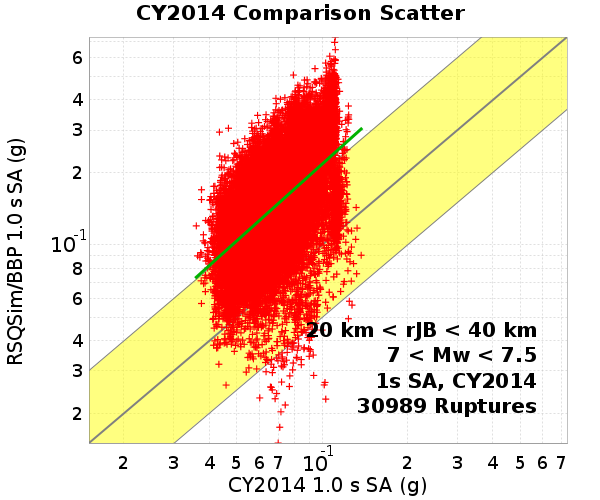 CY2014 Comparison Scatter
RSQSim/BBP 1.0 s SA (g)
6
4
3
2
10-1
8
6
4
3
2
20 km < rJB < 40 km
7 < Mw < 7.5
1s SA, CY2014
30989 Ruptures
2 3 4 5 6 7 10-1 2 3 4 5 6 7
CY2014 1.0 s SA (g)